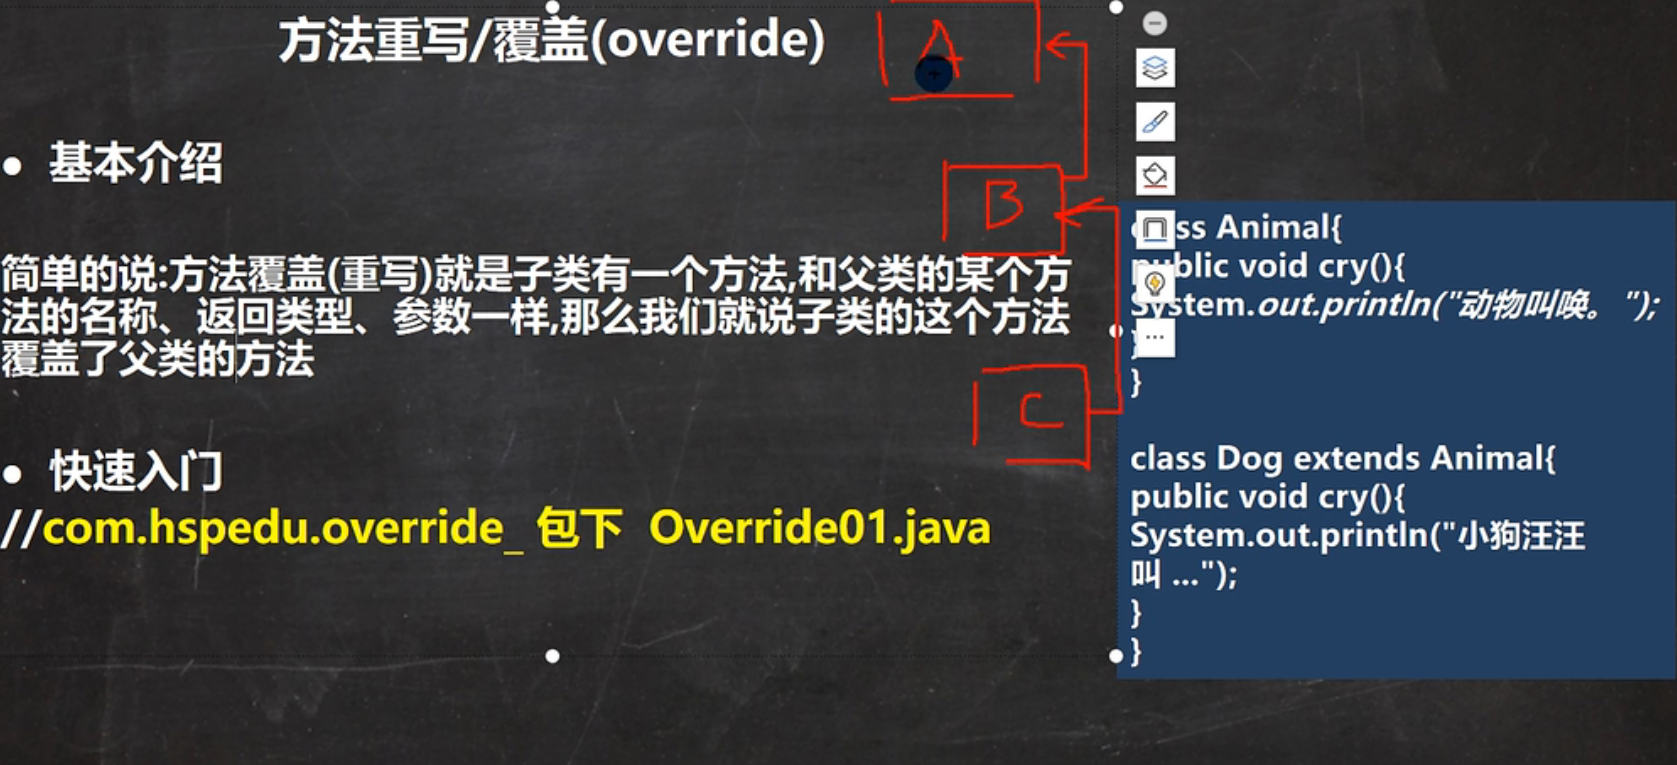 方法重写/覆盖(override)
A
● 基本介绍
B
简单的说:方法覆盖(重写)就是子类有一个方法,和父类的某个方
法的名称、返回类型、参数一样,那么我们就说子类的这个方法
覆盖了父类的方法
C
● 快速入门
//com.hspedu.override_ 包下 Override01.java
ss Animal{
public void cry(){
System.out.println("动物叫唤。");
}
}
class Dog extends Animal{
public void cry(){
System.out.println("小狗汪汪
叫 ...");
}
}